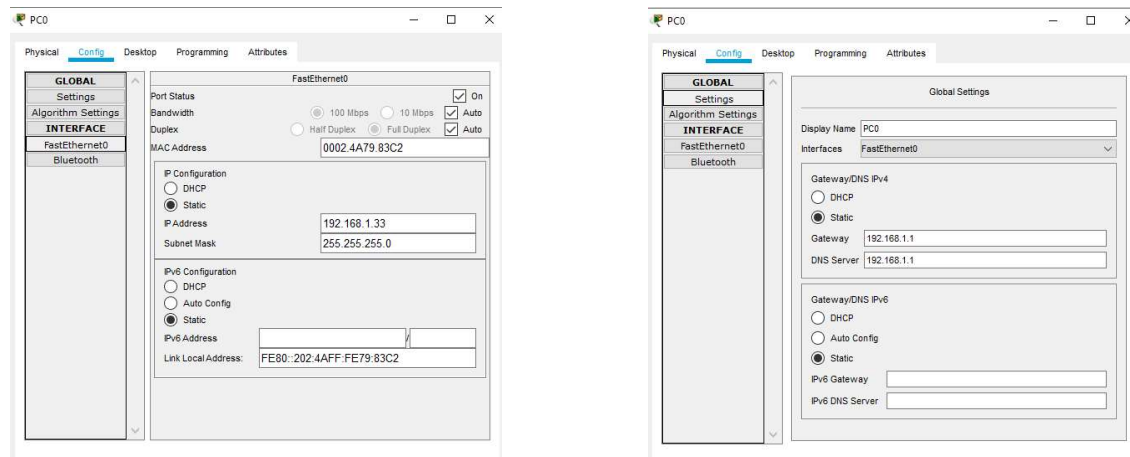 PC0
Physical Config Desktop Programming Attributes
GLOBAL
Settings
Algorithm Settings
INTERFACE
FastEthernet0
Bluetooth
FastEthernet0
Port Status On
Bandwidth 100 Mbps 10 Mbps Auto
Duplex Half Duplex Full Duplex Auto
MAC Address 0002.4A79.83C2
IP Configuration
DHCP
Static
IP Address 192.168.1.33
Subnet Mask 255.255.255.0
IPv6 Configuration
DHCP
Auto Config
Static
IPv6 Address /
Link Local Address: FE80::202:4AFF:FE79:83C2
PC0
Physical Config Desktop Programming Attributes
GLOBAL
Settings
Algorithm Settings
INTERFACE
FastEthernet0
Bluetooth
Global Settings
Display Name PC0
Interfaces FastEthernet0
Gateway/DNS IPv4
DHCP
Static
Gateway 192.168.1.1
DNS Server 192.168.1.1
Gateway/DNS IPv6
DHCP
Auto Config
Static
IPv6 Gateway
IPv6 DNS Server